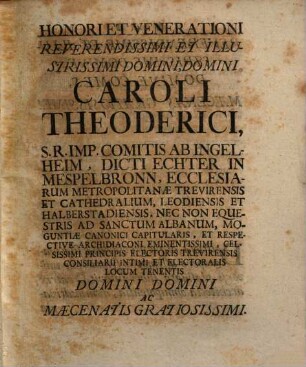 HONORI ET VENERATIONI
REVERENDISSIMI ET ILLU-
STRISSIMI DOMINI, DOMINI
CAROLI
THEODERICI,
S. R. IMP. COMITIS AB INGEL-
HEIM, DICTI ECHTER IN
MESPELBRONN, ECCLESIA-
RUM METROPOLITANÆ TREVIRENSIS
ET CATHEDRALIUM, LEODIENSIS ET
HALBERSTADIENSIS, NEC NON EQUE-
STRIS AD SANCTUM ALBANUM, MO-
GUNTIÆ CANONICI CAPITULARIS, ET RESPE-
CTIVE ARCHIDIACONI, EMINENTISSIMI, CEL-
SISSIMI PRINCIPIS ELECTORIS TREVIRENSIS
CONSILIARII INTIMI ET ELECTORALIS
LOCUM TENENTIS
DOMINI DOMINI
AC
MÆCENATIS GRATIOSISSIMI.